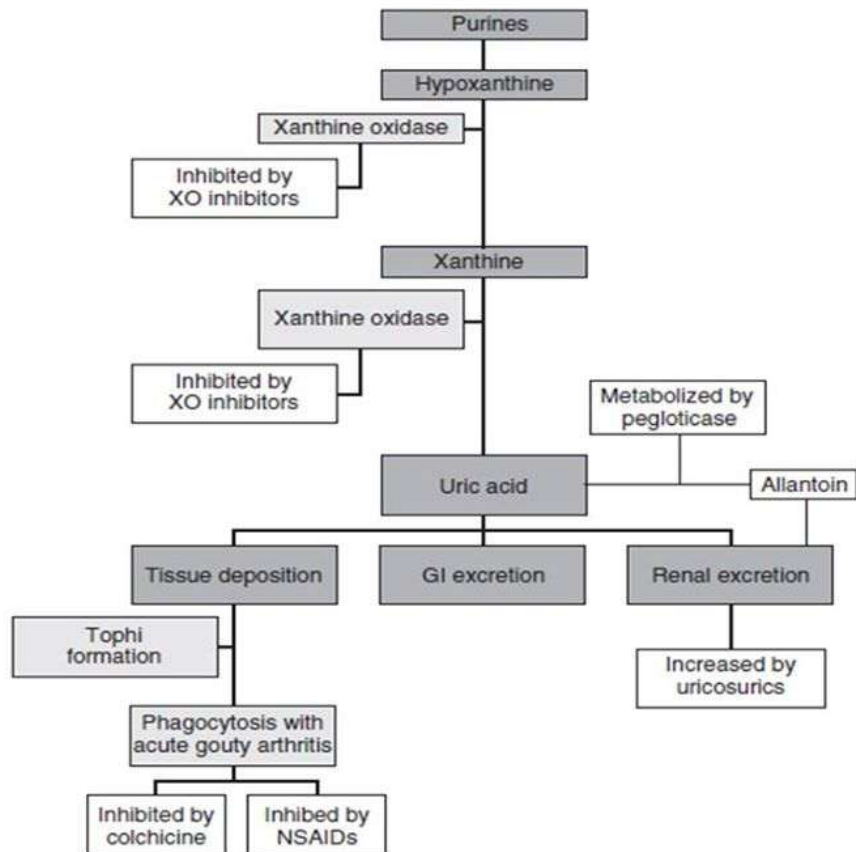 Purines
Hypoxanthine
Xanthine oxidase
Inhibited by
XO inhibitors
Xanthine
Xanthine oxidase
Inhibited by
XO inhibitors
Metabolized by
pegloticase
Uric acid
Allantoin
Tissue deposition
GI excretion
Renal excretion
Tophi
formation
Increased by
uricosurics
Phagocytosis with
acute gouty arthritis
Inhibited by
colchicine
Inhibed by
NSAIDs